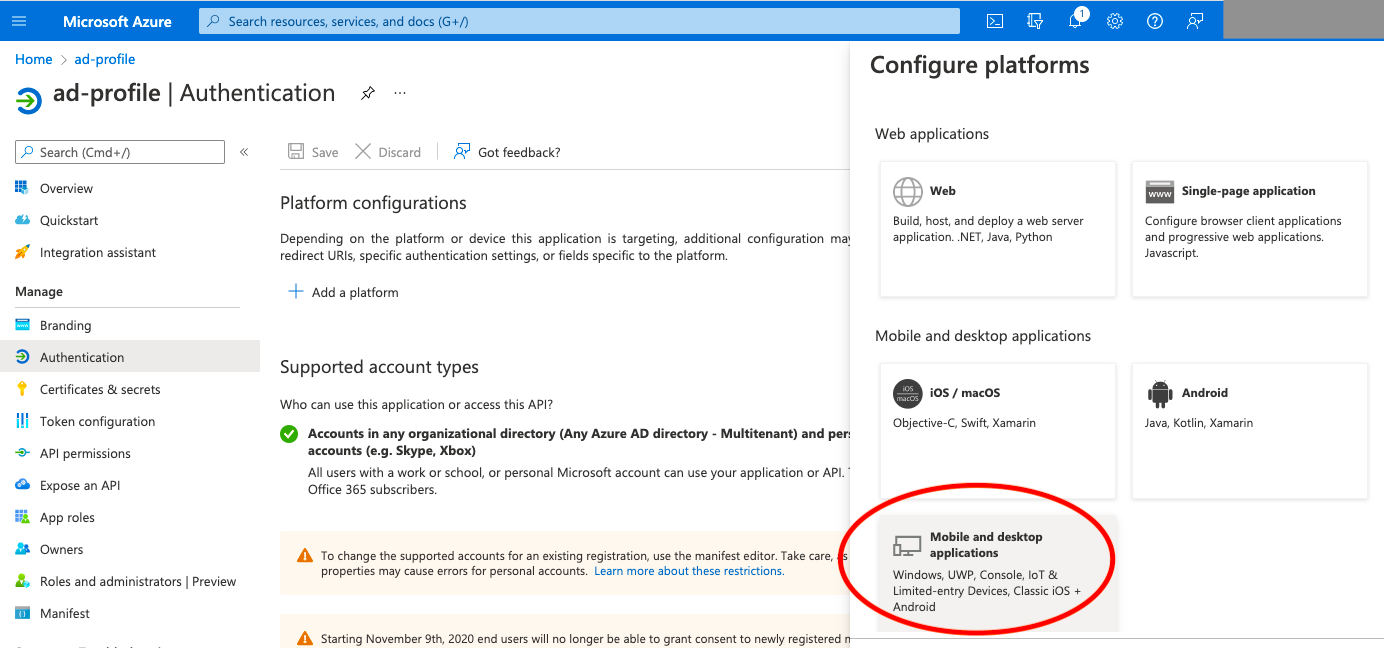 Microsoft Azure
Search resources, services, and docs (G+/)
1
Home > ad-profile
ad-profile | Authentication
...
Search (Cmd+/)
«
Overview
Quickstart
Integration assistant
Manage
Branding
Authentication
Certificates & secrets
Token configuration
API permissions
Expose an API
App roles
Owners
Roles and administrators | Preview
Manifest
Save
Discard
Got feedback?
Platform configurations
Depending on the platform or device this application is targeting, additional configuration may
redirect URIs, specific authentication settings, or fields specific to the platform.
+ Add a platform
Supported account types
Who can use this application or access this API?
Accounts in any organizational directory (Any Azure AD directory - Multitenant) and per
accounts (e.g. Skype, Xbox)
All users with a work or school, or personal Microsoft account can use your application or API.
Office 365 subscribers.
To change the supported accounts for an existing registration, use the manifest editor. Take care, as
properties may cause errors for personal accounts. Learn more about these restrictions.
Starting November 9th, 2020 end users will no longer be able to grant consent to newly registered
Configure platforms
Web applications
Web
Build, host, and deploy a web server
application. .NET, Java, Python
www
Single-page application
Configure browser client applications
and progressive web applications.
Javascript.
Mobile and desktop applications
iOS
macOS
iOS / macOS
Objective-C, Swift, Xamarin
Android
Java, Kotlin, Xamarin
Mobile and desktop
applications
Windows, UWP, Console, IoT &
Limited-entry Devices, Classic iOS +
Android